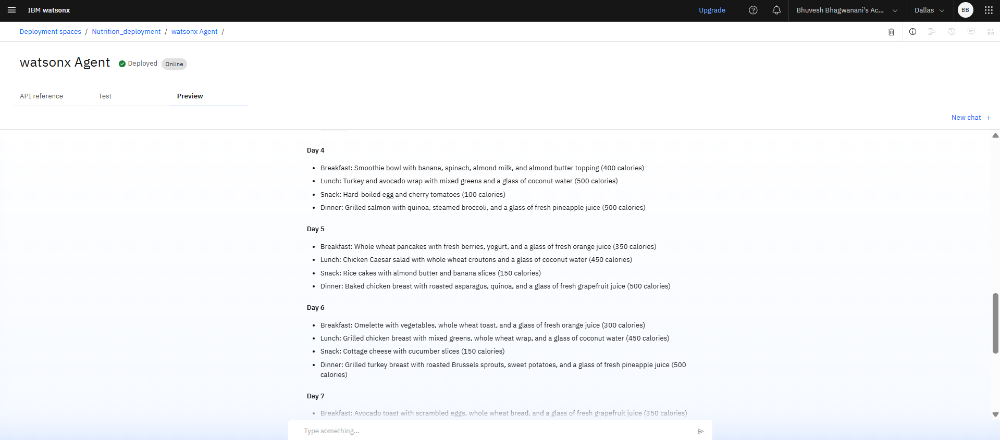 IBM watsonx
Upgrade
Bhuvesh Bhagwanani's Ac...
Dallas
BB
Deployment spaces / Nutrition_deployment / watsonx Agent /
watsonx Agent
Deployed
Online
API reference
Test
Preview
New chat +
calories)
Day 4
• Breakfast: Smoothie bowl with banana, spinach, almond milk, and almond butter topping (400 calories)
• Lunch: Turkey and avocado wrap with mixed greens and a glass of coconut water (500 calories)
• Snack: Hard-boiled egg and cherry tomatoes (100 calories)
• Dinner: Grilled salmon with quinoa, steamed broccoli, and a glass of fresh pineapple juice (500 calories)
Day 5
• Breakfast: Whole wheat pancakes with fresh berries, yogurt, and a glass of fresh orange juice (350 calories)
• Lunch: Chicken Caesar salad with whole wheat croutons and a glass of coconut water (450 calories)
• Snack: Rice cakes with almond butter and banana slices (150 calories)
• Dinner: Baked chicken breast with roasted asparagus, quinoa, and a glass of fresh grapefruit juice (500 calories)
Day 6
• Breakfast: Omelette with vegetables, whole wheat toast, and a glass of fresh orange juice (300 calories)
• Lunch: Grilled chicken breast with mixed greens, whole wheat wrap, and a glass of coconut water (450 calories)
• Snack: Cottage cheese with cucumber slices (150 calories)
• Dinner: Grilled turkey breast with roasted Brussels sprouts, sweet potatoes, and a glass of fresh pineapple juice (500
calories)
Day 7
• Breakfast: Avocado toast with scrambled eggs, whole wheat bread, and a glass of fresh grapefruit juice (350 calories)
Type something...